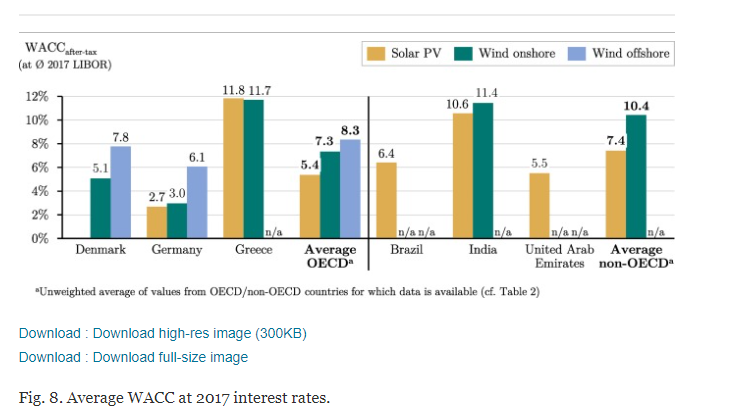 WACCafter-tax
(at Ø 2017 LIBOR)
Solar PV Wind onshore Wind offshore
12%
10%
8%
6%
4%
2%
0%
5.1 7.8
2.7 3.0 6.1
11.8 11.7 n/a
5.4 7.3 8.3
6.4 n/a n/a
10.6 11.4 n/a
5.5 n/a n/a
7.4 10.4 n/a
Denmark Germany Greece Average OECDᵃ Brazil India United Arab Emirates Average non-OECDᵃ
ᵃUnweighted average of values from OECD/non-OECD countries for which data is available (cf. Table 2)
Download : Download high-res image (300KB)
Download : Download full-size image
Fig. 8. Average WACC at 2017 interest rates.